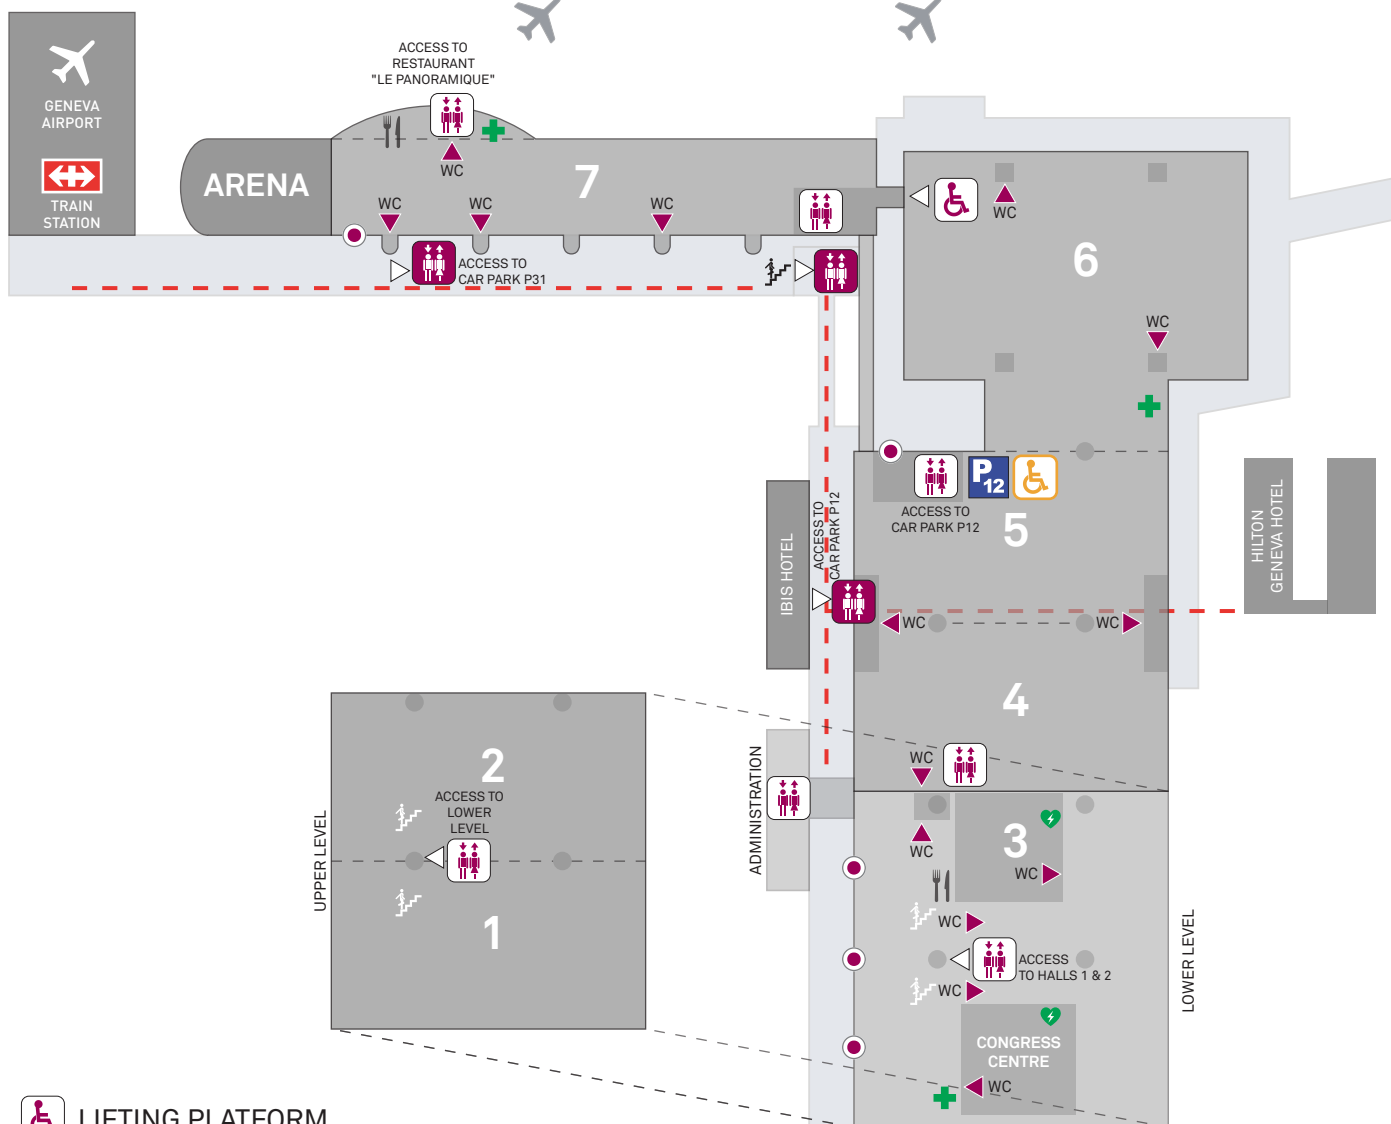 GENEVA
AIRPORT
TRAIN
STATION
ACCESS TO
RESTAURANT
"LE PANORAMIQUE"
WC
ARENA
7
WC
WC
WC
ACCESS TO
CAR PARK P31
WC
6
WC
P
12
ACCESS TO
CAR PARK P12
5
ACCESS TO
CAR PARK P12
IBIS HOTEL
HILTON
GENEVA HOTEL
WC
WC
4
WC
ADMINISTRATION
UPPER LEVEL
2
ACCESS TO
LOWER
LEVEL
1
3
WC
WC
WC
ACCESS
TO HALLS 1 & 2
WC
LOWER LEVEL
CONGRESS
CENTRE
WC
LIFTING PLATFORM